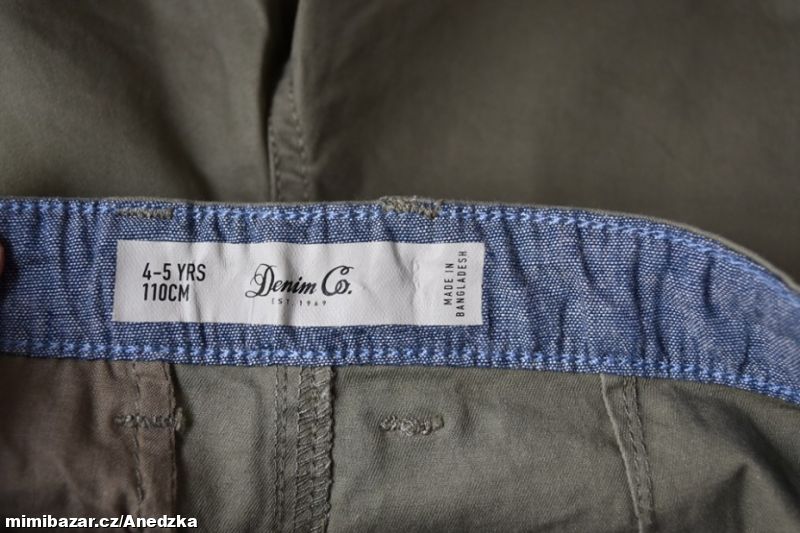 4-5 YRS
110CM
Denim Co.
EST. 1969
MADE IN
BANGLADESH
mimibazar.cz/Anedzka